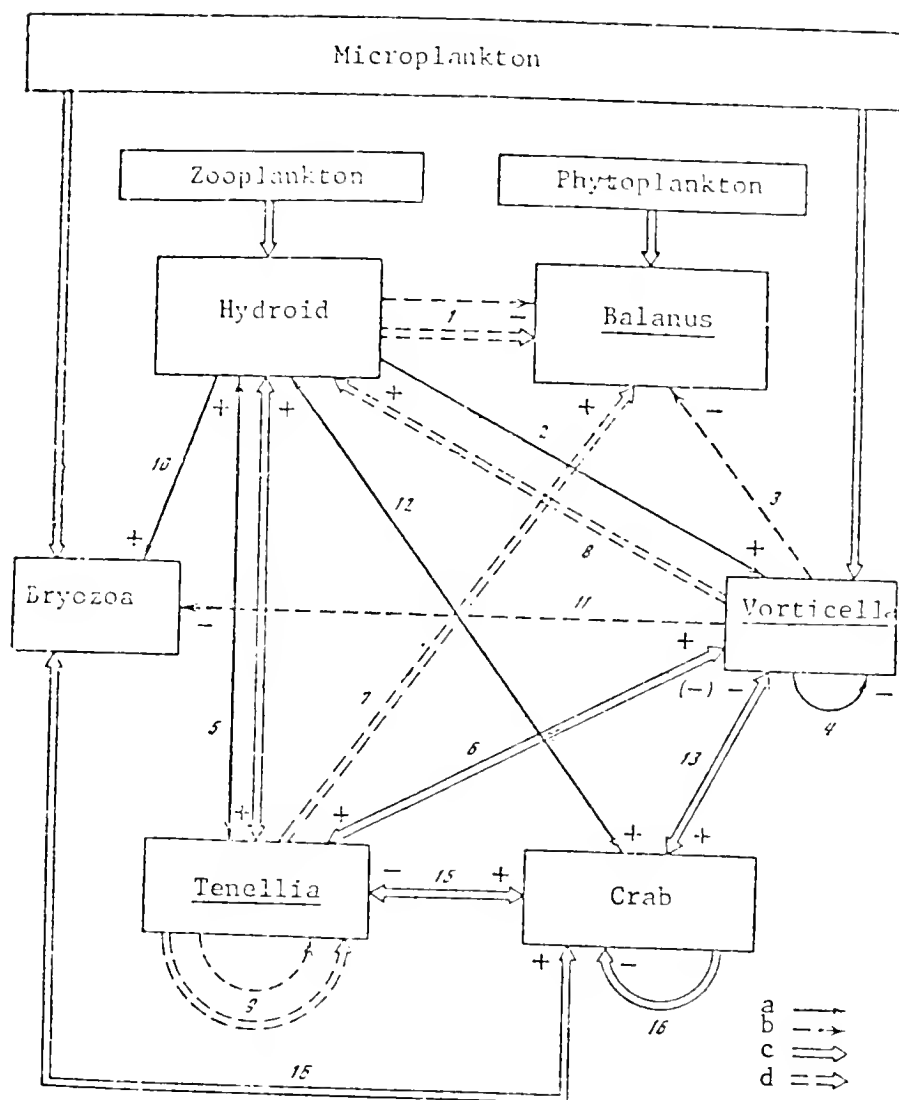 Microplankton
Zooplankton
Phytoplankton
Hydroid
Balanus
1
-
+
+
+
+
-
2
3
10
12
8
+
+
Bryozoa
-
11
Vorticella
+
7
(-)
-
-
5
6
13
4
+
+
+
+
Tenellia
-
15
+
Crab
9
+
-
16
15
a
b
c
d